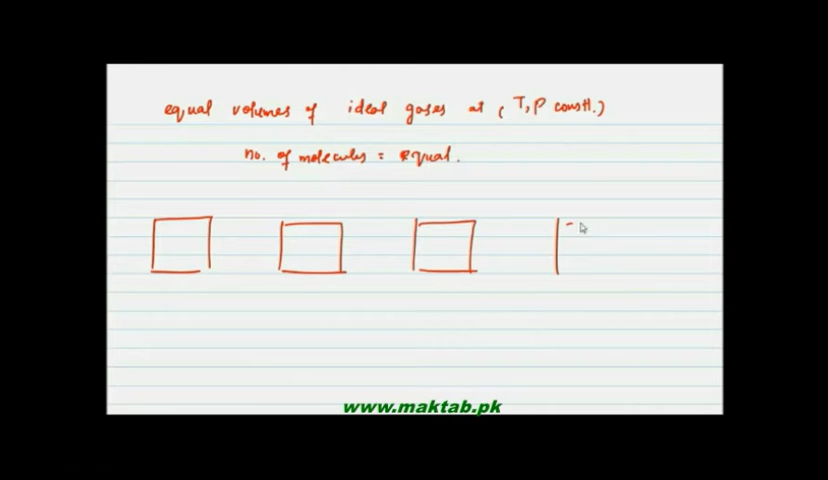 equal volumes of ideal gases at ( T, P constt.)
no. of molecules = equal.
www.maktab.pk